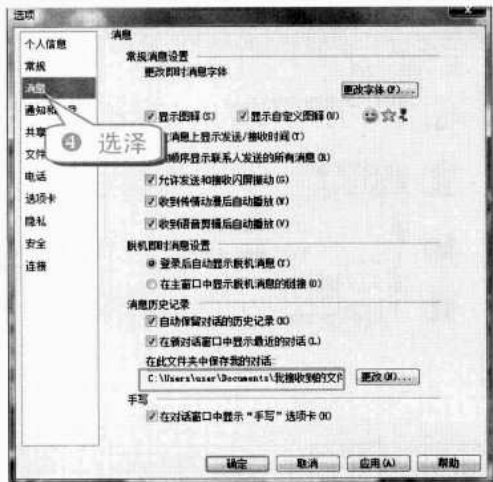 选项
个人信息
常规
消息
通知和
共享
文件
电话
选项卡
隐私
安全
连接
❹ 选择
消息
常规消息设置
更改即时消息字体
更改字体(F)...
显示图释(S) 显示自定义图释(U)
消息上显示发送/接收时间(T)
顺序显示联系人发送的所有消息(R)
允许发送和接收闪屏振动(G)
收到传情动漫后自动播放(W)
收到语音剪辑后自动播放(V)
脱机即时消息设置
登录后自动显示脱机消息(Y)
在主窗口中显示脱机消息的链接(O)
消息历史记录
自动保留对话的历史记录(K)
在新对话窗口中显示最近的对话(L)
在此文件夹中保存我的对话:
C:\Users\user\Documents\我接收到的文件
更改(H)...
手写
在对话窗口中显示“手写”选项卡(X)
确定 取消 应用(A) 帮助